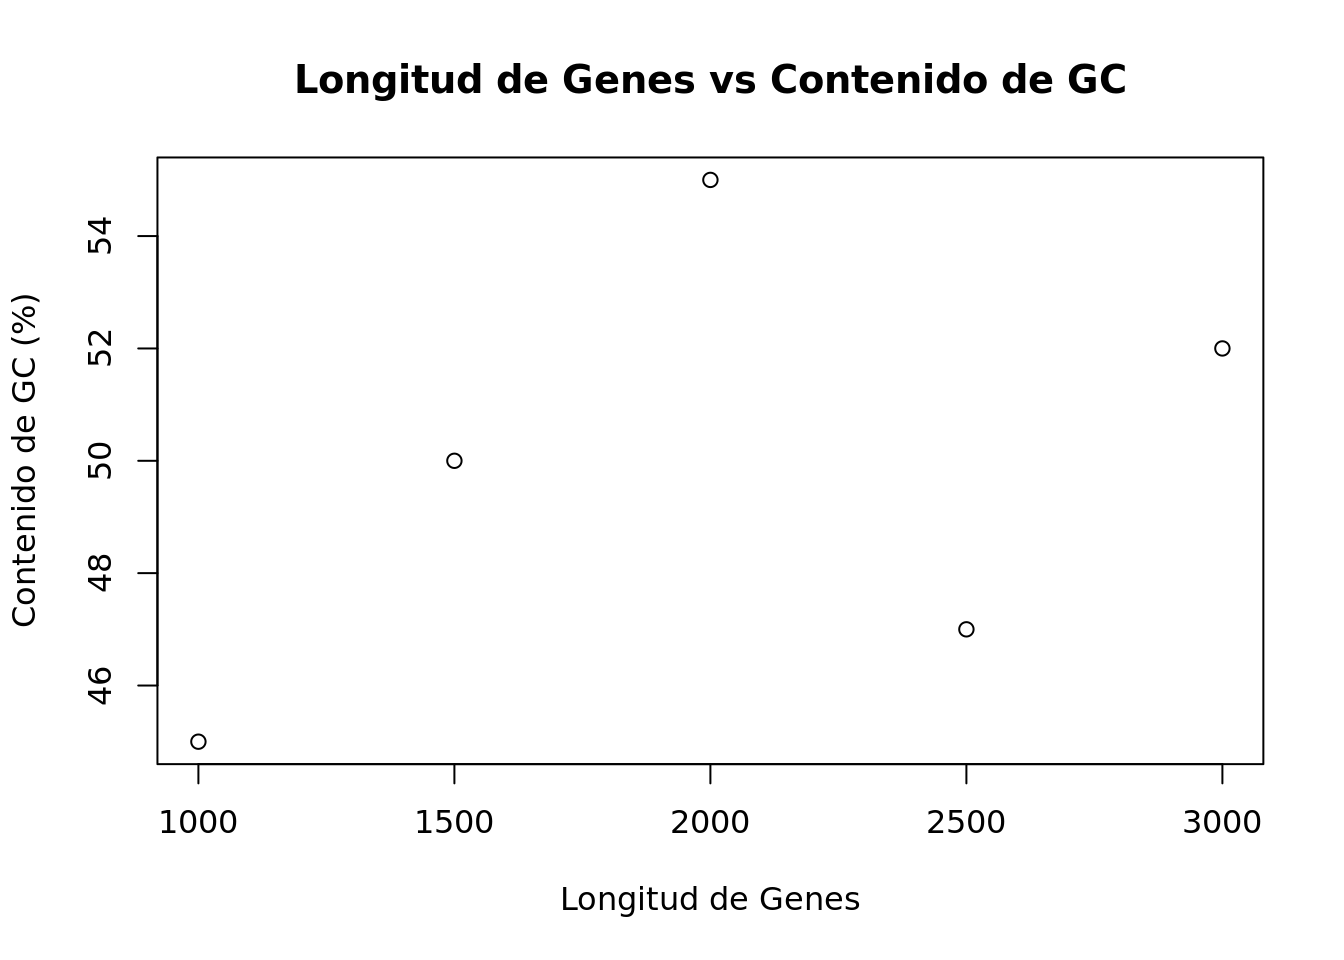 Longitud de Genes vs Contenido de GC
Contenido de GC (%)
54
52
50
48
46
1000 1500 2000 2500 3000
Longitud de Genes